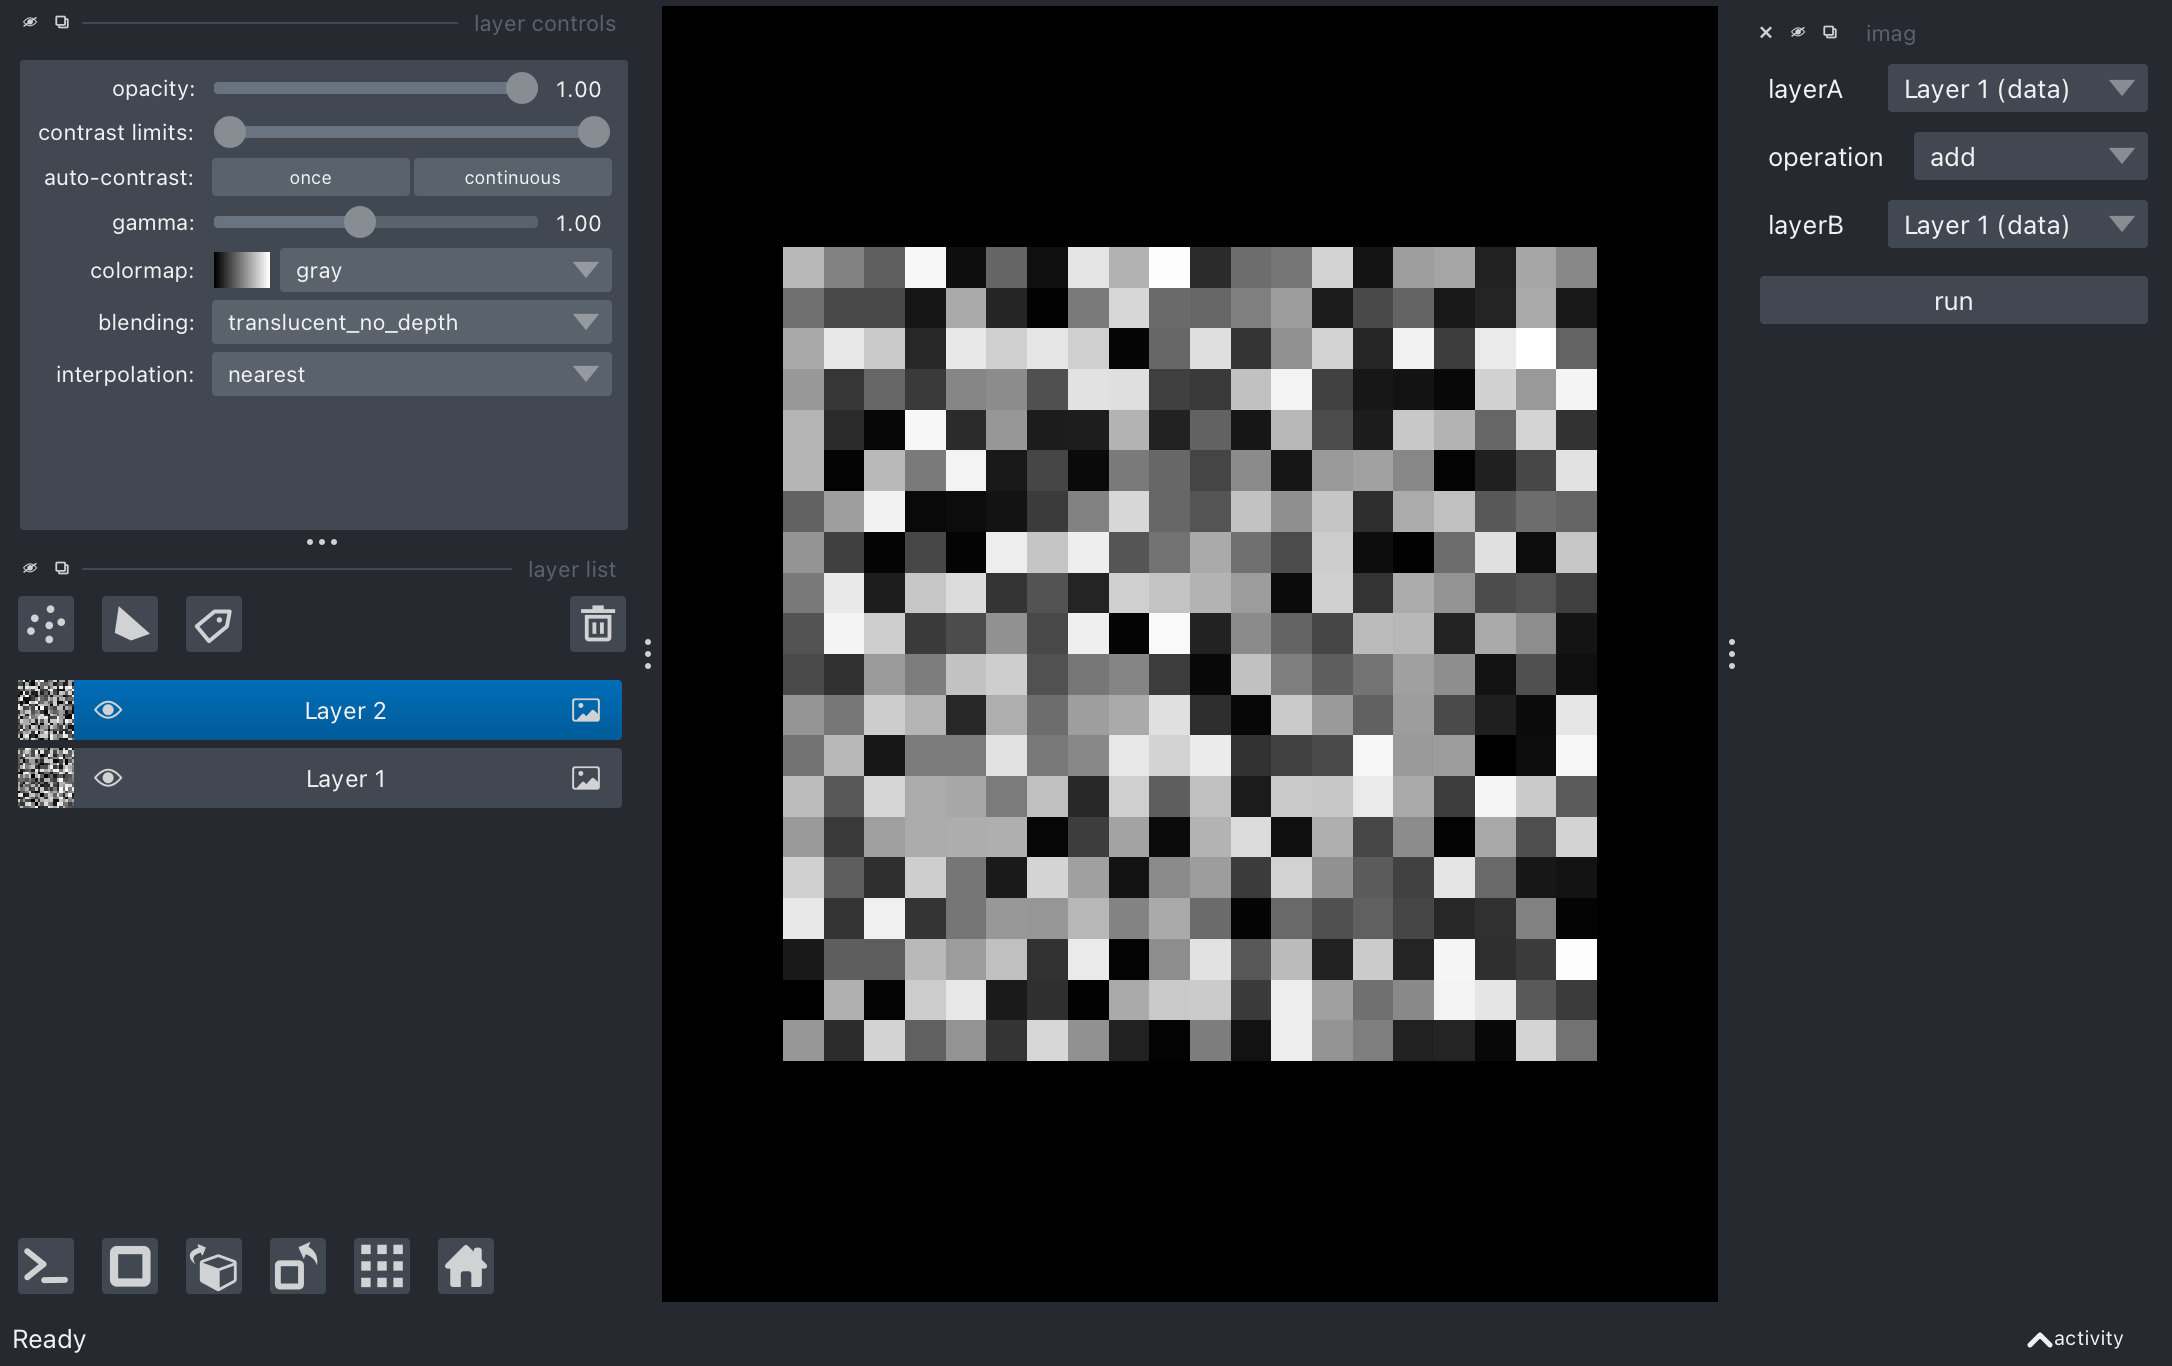 layer controls
opacity: 1.00
contrast limits:
auto-contrast: once continuous
gamma: 1.00
colormap: gray
blending: translucent_no_depth
interpolation: nearest
layer list
Layer 2
Layer 1
Ready
imag
layerA Layer 1 (data)
operation add
layerB Layer 1 (data)
run
activity